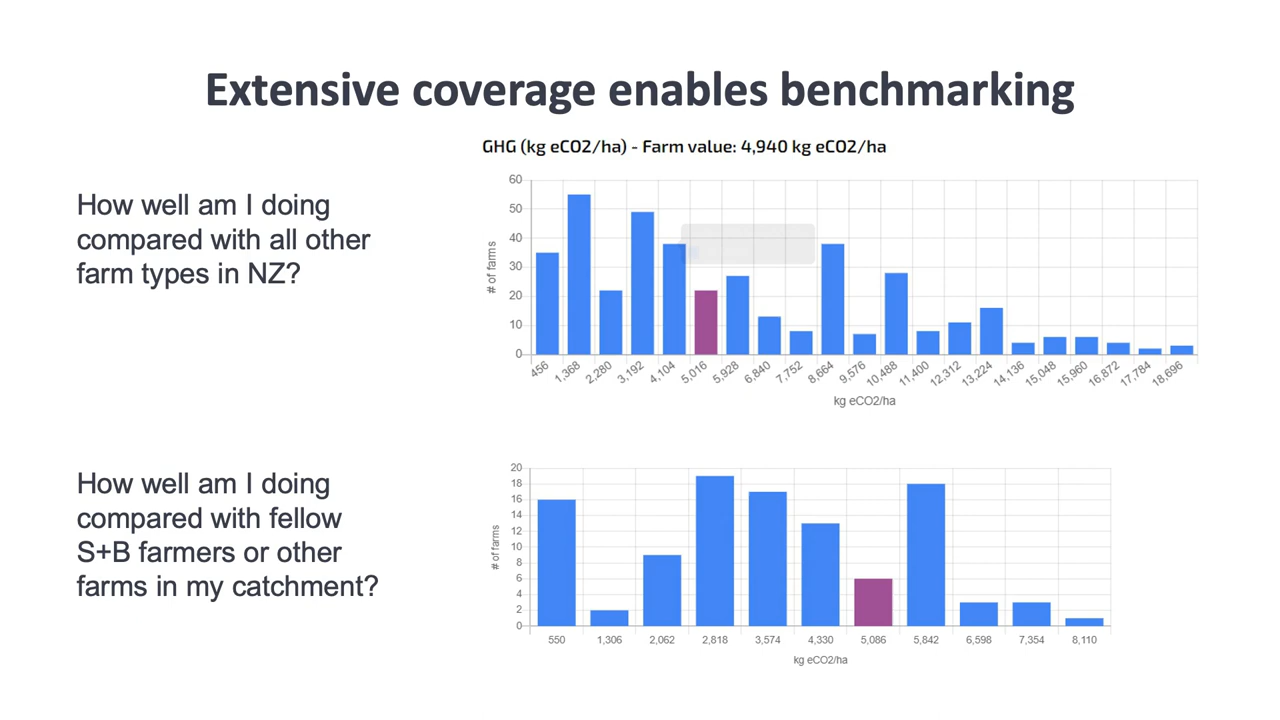 Extensive coverage enables benchmarking
GHG (kg eCO2/ha) - Farm value: 4,940 kg eCO2/ha
How well am I doing
compared with all other
farm types in NZ?
60
50
40
30
20
10
0
# of farms
456 1,368 2,280 3,192 4,104 5,016 5,928 6,840 7,752 8,664 9,576 10,488 11,400 12,312 13,224 14,136 15,048 15,960 16,872 17,784 18,696
kg eCO2/ha
How well am I doing
compared with fellow
S+B farmers or other
farms in my catchment?
20
18
16
14
12
10
8
6
4
2
0
# of farms
550 1,306 2,062 2,818 3,574 4,330 5,086 5,842 6,598 7,354 8,110
kg eCO2/ha